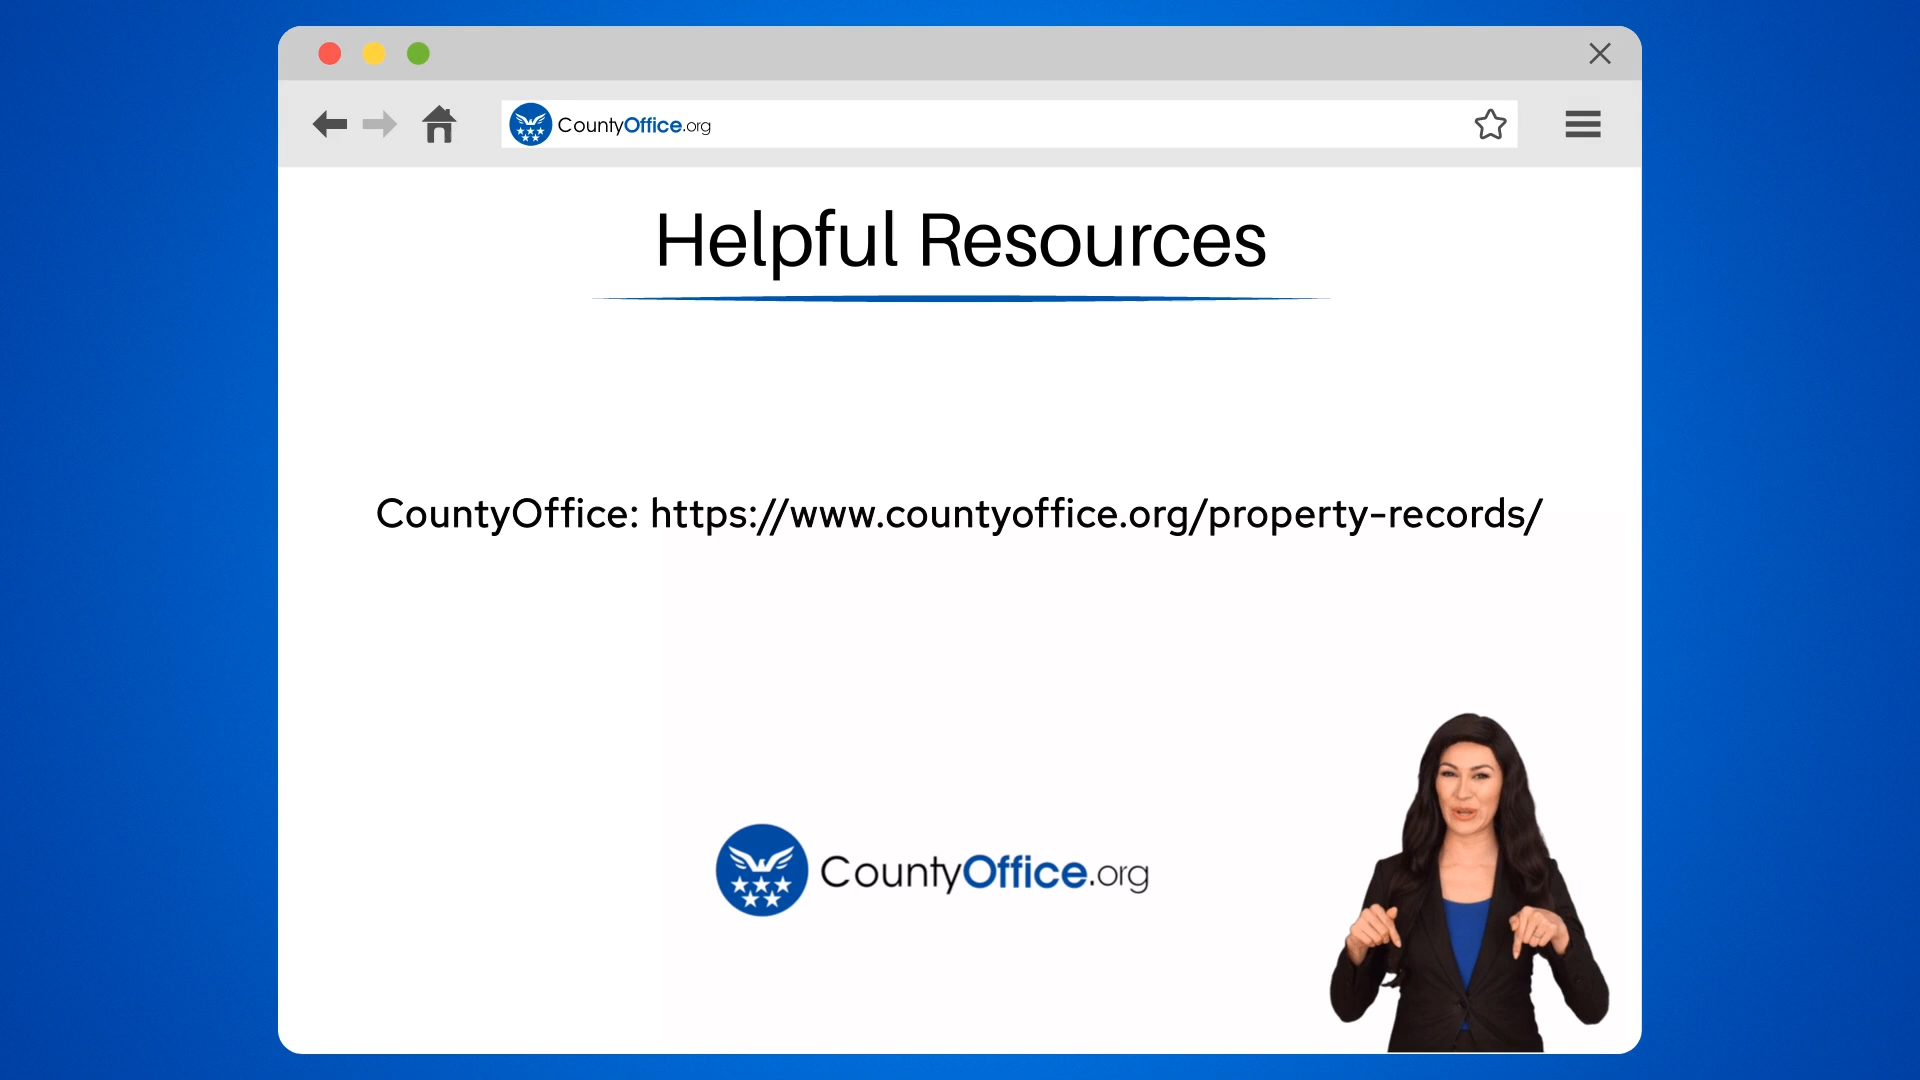 CountyOffice.org
Helpful Resources
CountyOffice: https://www.countyoffice.org/property-records/
CountyOffice.org